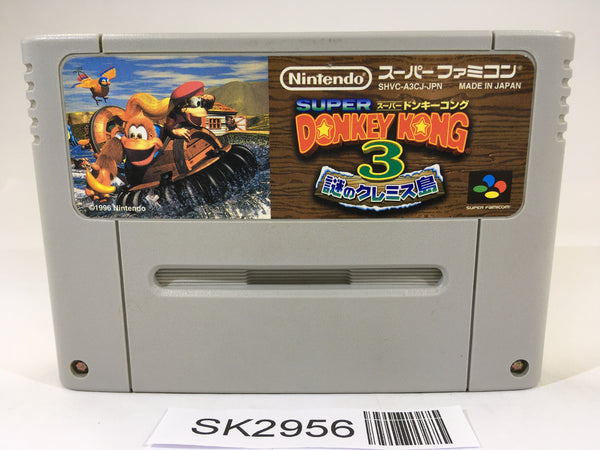 Nintendo
スーパーファミコン
SHVC-A3CJ-JPN MADE IN JAPAN
SUPER スーパードンキーコング
DONKEY KONG
3
謎のクレミス島
SUPER FAMICOM
©1996 Nintendo
SK2956